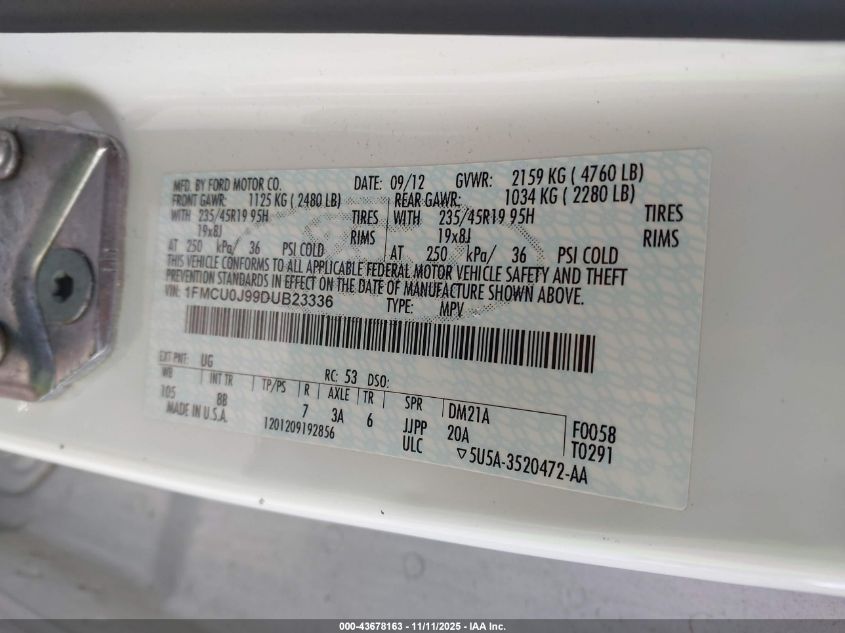 MFD. BY FORD MOTOR CO. DATE: 09/12 GVWR: 2159 KG ( 4760 LB)
FRONT GAWR: 1125 KG ( 2480 LB) REAR GAWR: 1034 KG ( 2280 LB)
WITH 235/45R19 95H TIRES WITH 235/45R19 95H TIRES
19x8J RIMS 19x8J RIMS
AT 250 kPa/ 36 PSI COLD AT 250 kPa/ 36 PSI COLD
THIS VEHICLE CONFORMS TO ALL APPLICABLE FEDERAL MOTOR VEHICLE SAFETY AND THEFT
PREVENTION STANDARDS IN EFFECT ON THE DATE OF MANUFACTURE SHOWN ABOVE.
VIN: 1FMCU0J99DUB23336 TYPE: MPV
EXT PNT: UG RC: 53 DSO:
WB INT TR TP/PS R AXLE TR SPR DM21A F0058
105 BB 7 3A 6 JJPP 20A T0291
MADE IN U.S.A. 1201209192856 ULC ▽5U5A-3520472-AA
000-43678163 - 11/11/2025 - IAA Inc.